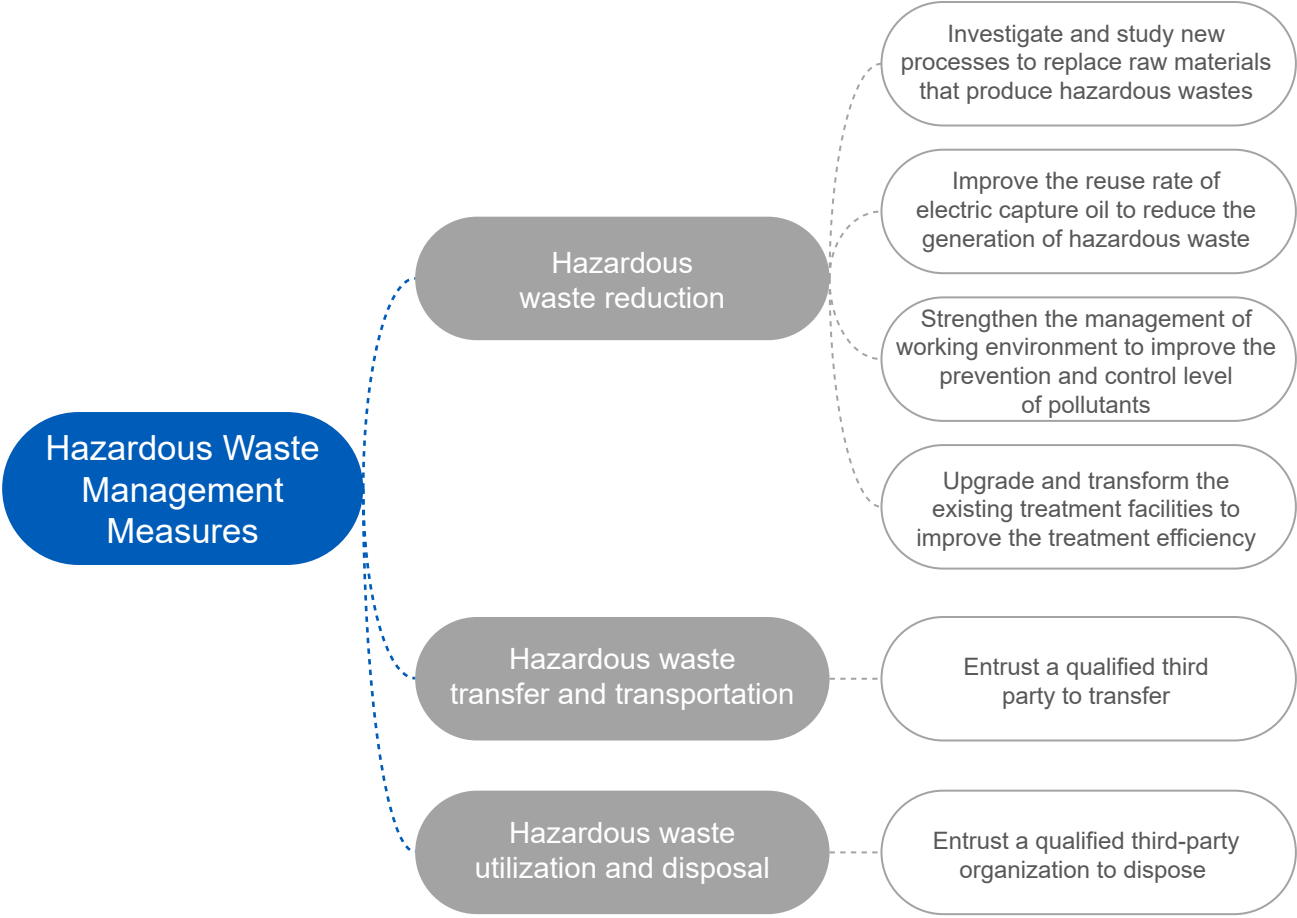 Hazardous Waste
Management
Measures
Hazardous
waste reduction
Investigate and study new
processes to replace raw materials
that produce hazardous wastes
Improve the reuse rate of
electric capture oil to reduce the
generation of hazardous waste
Strengthen the management of
working environment to improve the
prevention and control level
of pollutants
Upgrade and transform the
existing treatment facilities to
improve the treatment efficiency
Hazardous waste
transfer and transportation
Entrust a qualified third
party to transfer
Hazardous waste
utilization and disposal
Entrust a qualified third-party
organization to dispose